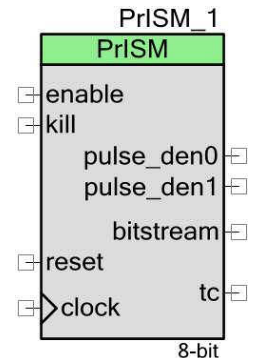 PrISM_1
PrISM
enable
kill
pulse_den0
pulse_den1
bitstream
reset
tc
clock
8-bit